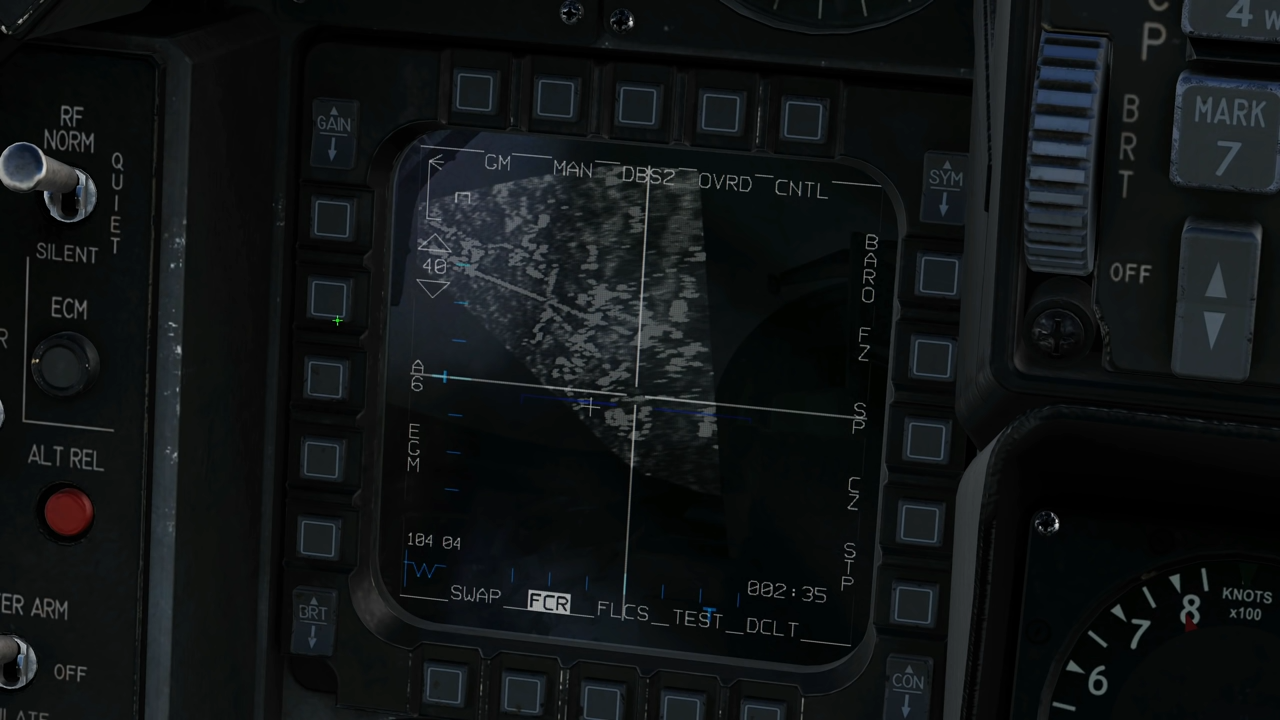 RF
NORM
QUIET
SILENT
ECM
ALT REL
ER ARM
OFF
GAIN
SYM
BRT
CON
GM MAN DBS2 OVRD CNTL
40
A
6
EGM
BARO
FZ
SP
CZ
STP
104 04
002:35
SWAP FCR FLCS TEST DCLT
P
BRT
OFF
4
MARK
7
KNOTS
X100
8
7
6